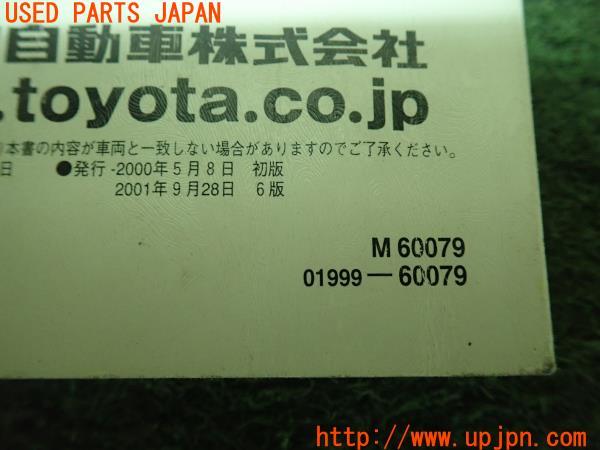 USED PARTS JAPAN
自動車株式会社
.toyota.co.jp
本書の内容が車両と一致しない場合がありますのでご了承ください。
日 ●発行-2000年5月8日 初版
2001年9月28日 6版
M 60079
01999－60079
http://www.upjpn.com